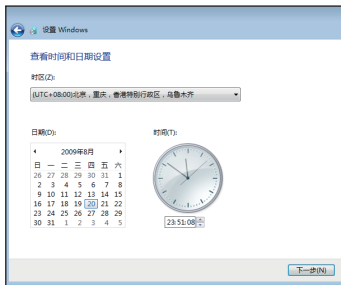 设置 Windows
查看时间和日期设置
时区(Z):
(UTC+08:00)北京，重庆，香港特别行政区，乌鲁木齐
日期(D):
2009年8月
日 一 二 三 四 五 六
26 27 28 29 30 31 1
2 3 4 5 6 7 8
9 10 11 12 13 14 15
16 17 18 19 20 21 22
23 24 25 26 27 28 29
30 31 1 2 3 4 5
时间(T):
23:51:08
下一步(N)